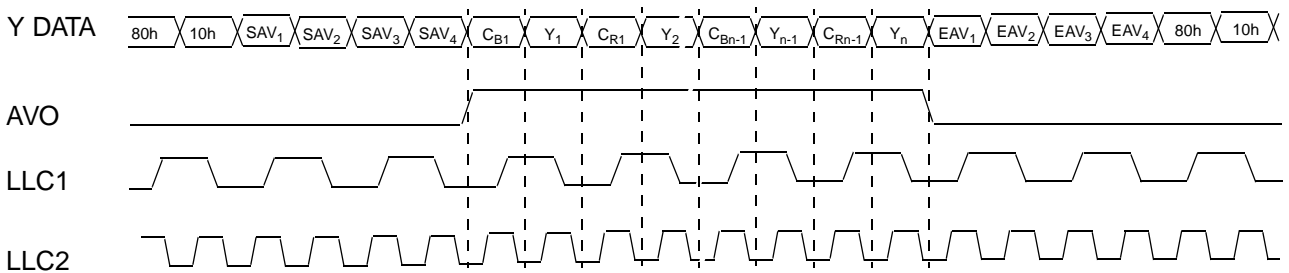 Y DATA 80h 10h SAV1 SAV2 SAV3 SAV4 CB1 Y1 CR1 Y2 CBn-1 Yn-1 CRn-1 Yn EAV1 EAV2 EAV3 EAV4 80h 10h
AVO
LLC1
LLC2